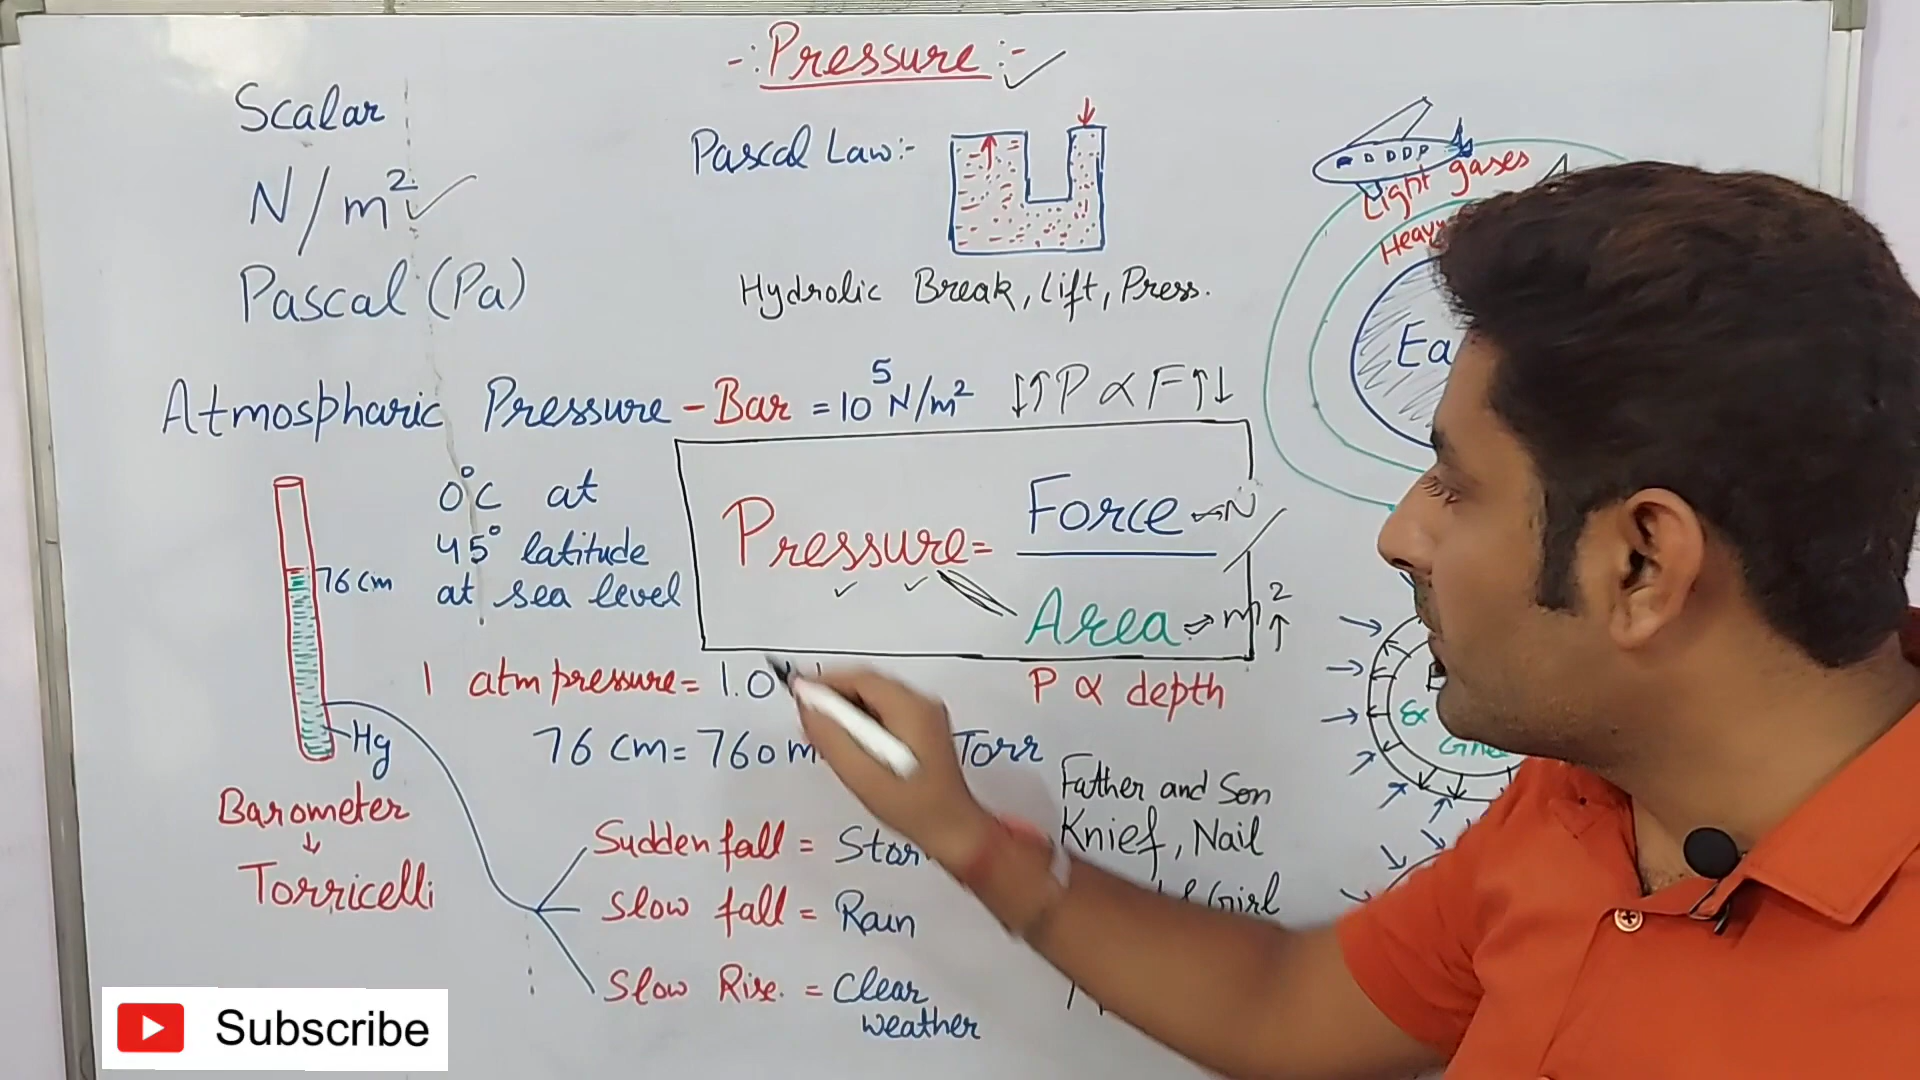 -: Pressure :-
Scalar
N/m²
Pascal (Pa)
Pascal Law:-
Hydrolic Break, Lift, Press.
Light gases
Heavy
Atmospharic Pressure - Bar = 10⁵ N/m²
↓↑ P ∝ F ↑↓
0°C at
45° latitude
at sea level
76 cm
Hg
Barometer
↓
Torricelli
Pressure = Force → N
Area → m² ↑
1 atm pressure = 1.0
P ∝ depth
76 cm = 760 m
Torr
Sudden fall =
Slow fall = Rain
Slow Rise. = Clear
weather
Father and Son
Knief, Nail
Girl
Subscribe